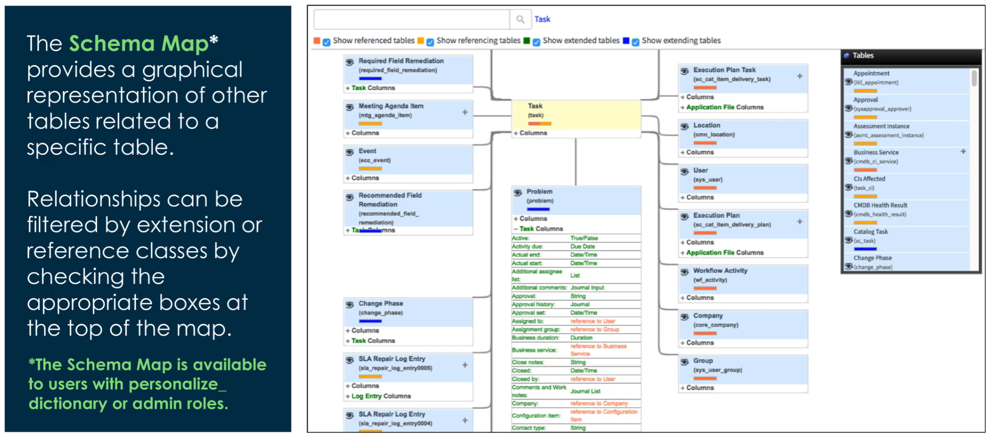 The Schema Map*
provides a graphical
representation of other
tables related to a
specific table.
Relationships can be
filtered by extension or
reference classes by
checking the
appropriate boxes at
the top of the map.
*The Schema Map is available
to users with personalize_
dictionary or admin roles.
Task
Show referenced tables Show referencing tables Show extended tables Show extending tables
Required Field Remediation
(required_field_remediation)
+ Task Columns
Meeting Agenda Item
(mtg_agenda_item)
+
+ Columns
Event
(ecc_event)
+ Columns
Recommended Field
Remediation
(recommended_field_
remediation)
+ Task Columns
Change Phase
(change_phase)
+ Columns
+ Task Columns
SLA Repair Log Entry
(sla_repair_log_entry0005)
+
+ Columns
+ Log Entry Columns
SLA Repair Log Entry
(sla_repair_log_entry0004)
+
Task
(task)
+ Columns
Problem
(problem)
+ Columns
– Task Columns
Active: True/False
Activity due: Due Date
Actual end: Date/Time
Actual start: Date/Time
Additional assignee
list: List
Additional comments: Journal Input
Approval: String
Approval history: Journal
Approval set: Date/Time
Assigned to: reference to User
Assignment group: reference to Group
Business duration: Duration
Business service: reference to Business
Service
Close notes: String
Closed: Date/Time
Closed by: reference to User
Comments and Work
notes: Journal List
Company: reference to Company
Configuration item: reference to Configuration
Item
Contact type: String
Execution Plan Task
(sc_cat_item_delivery_task)
+
+ Columns
+ Application File Columns
Location
(cmn_location)
+ Columns
User
(sys_user)
+ Columns
Execution Plan
(sc_cat_item_delivery_plan)
+
+ Columns
+ Application File Columns
Workflow Activity
(wf_activity)
+ Columns
Company
(core_company)
+ Columns
Group
(sys_user_group)
+ Columns
Tables
Appointment
(itil_appointment)
Approval
(sysapproval_approver)
Assessment Instance
(asmt_assessment_instance)
Business Service
+
(cmdb_ci_service)
CIs Affected
(task_ci)
CMDB Health Result
(cmdb_health_result)
Catalog Task
(sc_task)
Change Phase
(change_phase)